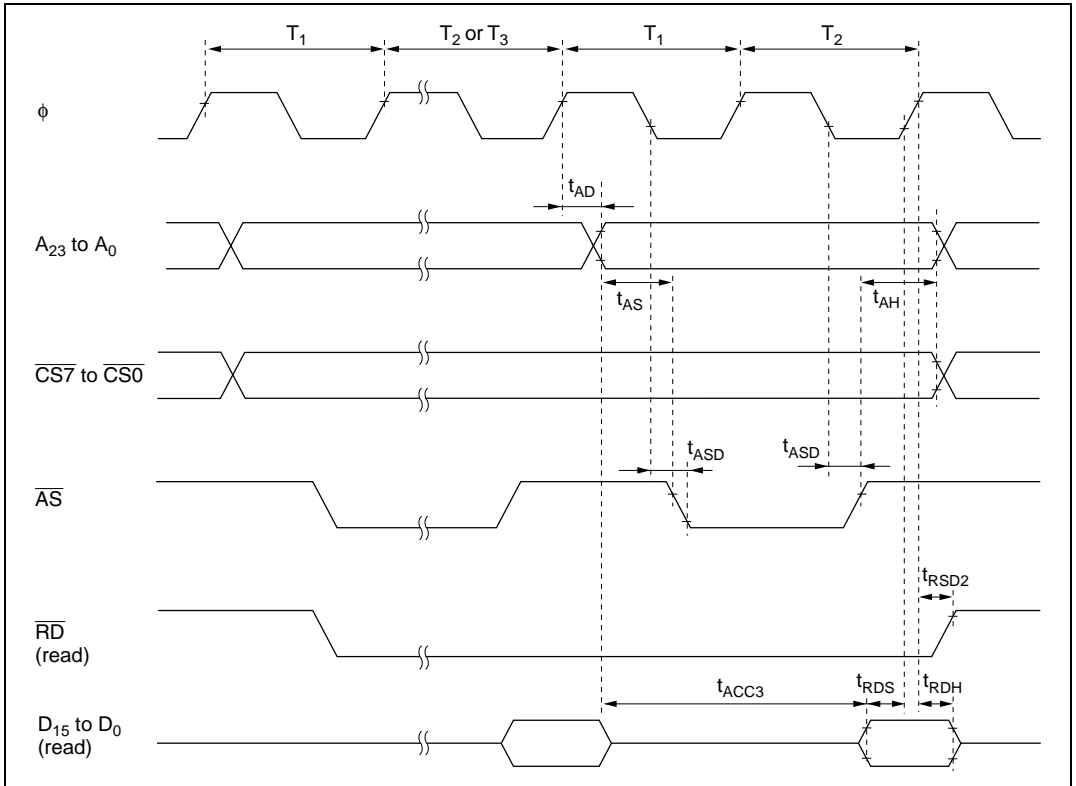 T1 T2 or T3 T1 T2
ϕ
tAD
A23 to A0
tAS tAH
CS7 to CS0
tASD tASD
AS
tRSD2
RD
(read)
tACC3 tRDS tRDH
D15 to D0
(read)